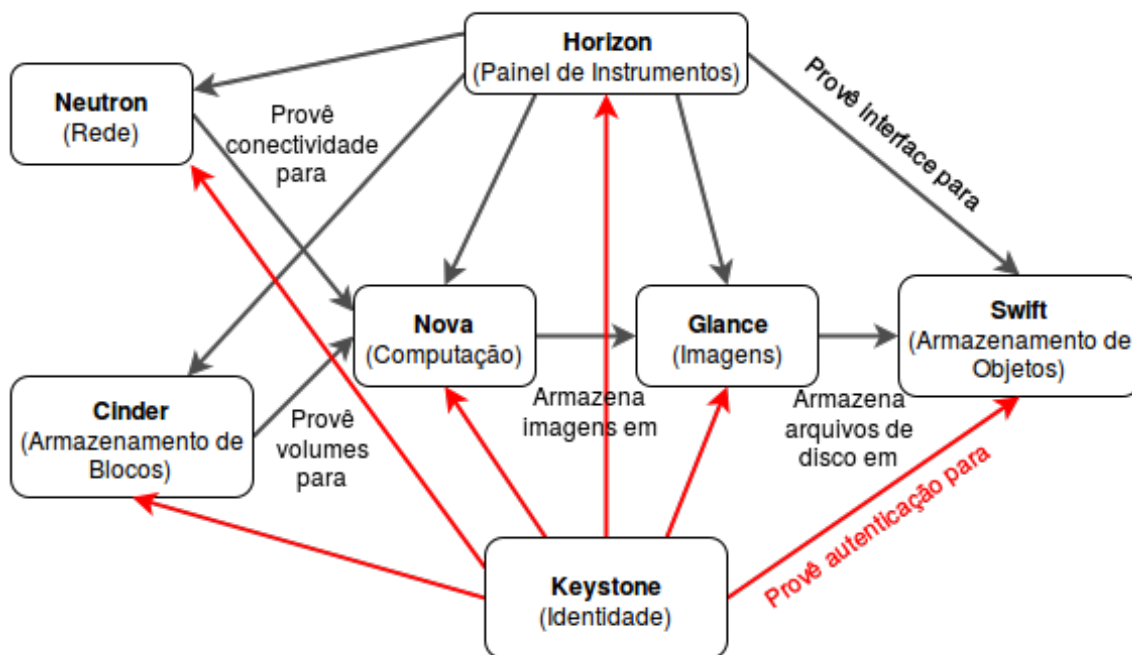 Horizon
(Painel de Instrumentos)
Neutron
(Rede)
Provê
conectividade
para
Provê interface para
Nova
(Computação)
Glance
(Imagens)
Swift
(Armazenamento de
Objetos)
Cinder
(Armazenamento de
Blocos)
Provê
volumes
para
Armazena
imagens em
Armazena
arquivos de
disco em
Provê autenticação para
Keystone
(Identidade)